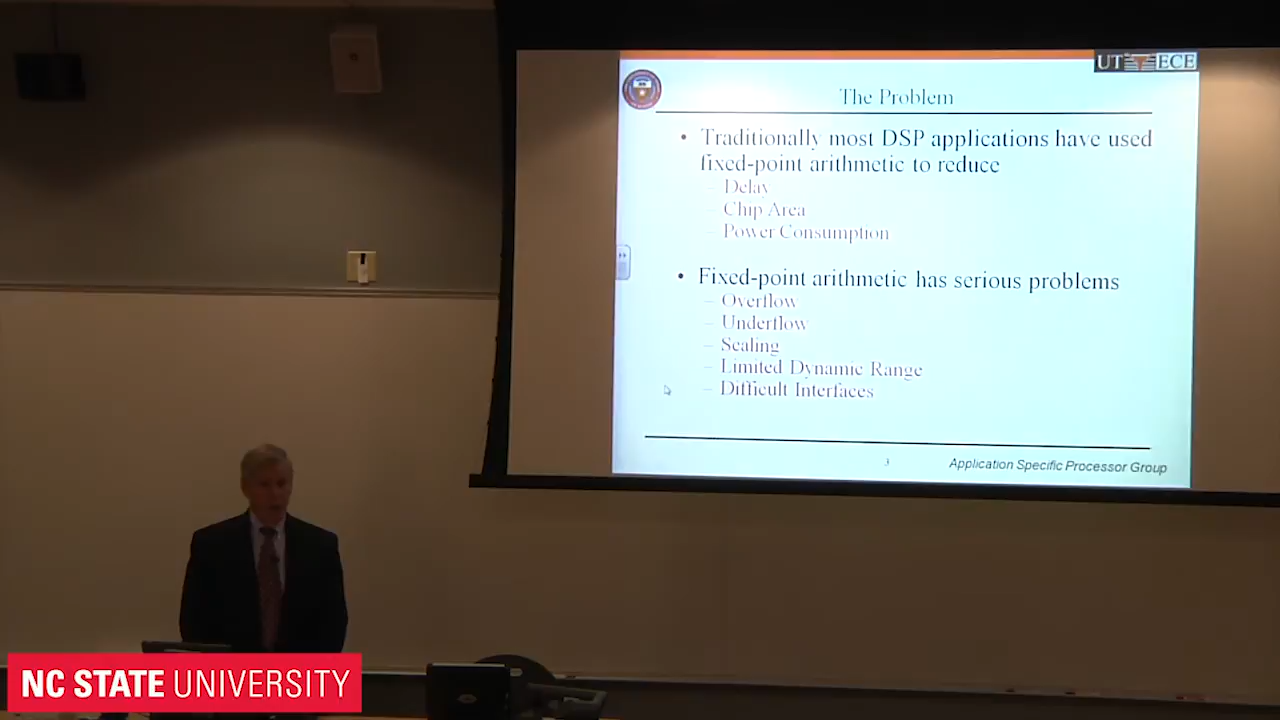 UT ECE
The Problem
• Traditionally most DSP applications have used
fixed-point arithmetic to reduce
– Delay
– Chip Area
– Power Consumption
• Fixed-point arithmetic has serious problems
– Overflow
– Underflow
– Scaling
– Limited Dynamic Range
– Difficult Interfaces
3
Application Specific Processor Group
NC STATE UNIVERSITY